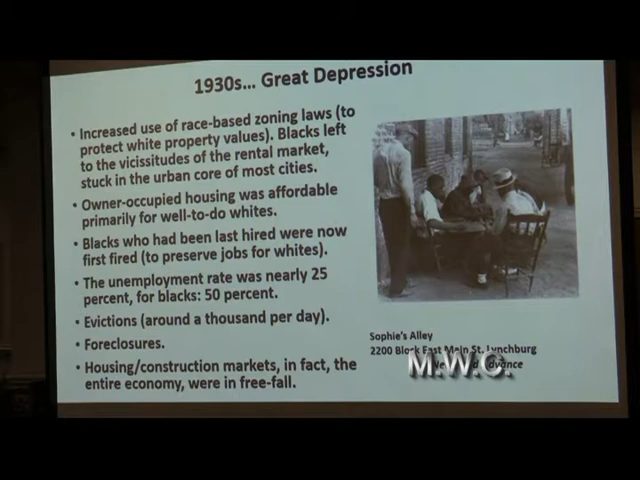 1930s... Great Depression
• Increased use of race-based zoning laws (to
protect white property values). Blacks left
to the vicissitudes of the rental market,
stuck in the urban core of most cities.
• Owner-occupied housing was affordable
primarily for well-to-do whites.
• Blacks who had been last hired were now
first fired (to preserve jobs for whites).
• The unemployment rate was nearly 25
percent, for blacks: 50 percent.
• Evictions (around a thousand per day).
• Foreclosures.
• Housing/construction markets, in fact, the
entire economy, were in free-fall.
Sophie's Alley
2200 Block East Main St. Lynchburg
M.W.C.